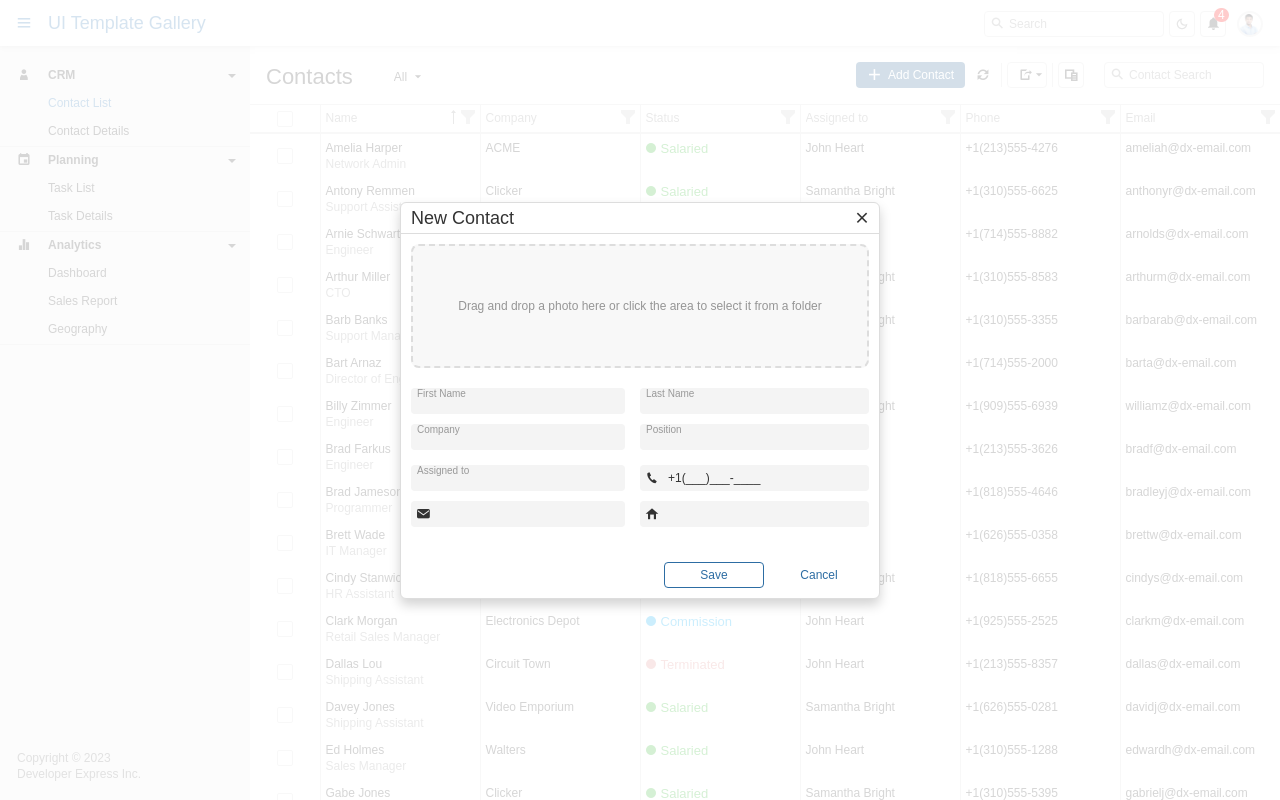 UI Template Gallery
Search
4
CRM
Contact List
Contact Details
Planning
Task List
Task Details
Analytics
Dashboard
Sales Report
Geography
Copyright © 2023
Developer Express Inc.
Contacts
All
Add Contact
Contact Search
Name Company Status Assigned to Phone Email
Amelia Harper ACME Salaried John Heart +1(213)555-4276 ameliah@dx-email.com
Network Admin
Antony Remmen Clicker Salaried Samantha Bright +1(310)555-6625 anthonyr@dx-email.com
Support Assis
Arnie Schwart +1(714)555-8882 arnolds@dx-email.com
Engineer
Arthur Miller ght +1(310)555-8583 arthurm@dx-email.com
CTO
Barb Banks ght +1(310)555-3355 barbarab@dx-email.com
Support Mana
Bart Arnaz +1(714)555-2000 barta@dx-email.com
Director of Eng
Billy Zimmer ght +1(909)555-6939 williamz@dx-email.com
Engineer
Brad Farkus +1(213)555-3626 bradf@dx-email.com
Engineer
Brad Jameson +1(818)555-4646 bradleyj@dx-email.com
Programmer
Brett Wade +1(626)555-0358 brettw@dx-email.com
IT Manager
Cindy Stanwic ght +1(818)555-6655 cindys@dx-email.com
HR Assistant
Clark Morgan Electronics Depot Commission John Heart +1(925)555-2525 clarkm@dx-email.com
Retail Sales Manager
Dallas Lou Circuit Town Terminated John Heart +1(213)555-8357 dallas@dx-email.com
Shipping Assistant
Davey Jones Video Emporium Salaried Samantha Bright +1(626)555-0281 davidj@dx-email.com
Shipping Assistant
Ed Holmes Walters Salaried John Heart +1(310)555-1288 edwardh@dx-email.com
Sales Manager
Gabe Jones Clicker Salaried Samantha Bright +1(310)555-5395 gabrielj@dx-email.com
New Contact
Drag and drop a photo here or click the area to select it from a folder
First Name Last Name
Company Position
Assigned to +1(___)___-____
Save Cancel